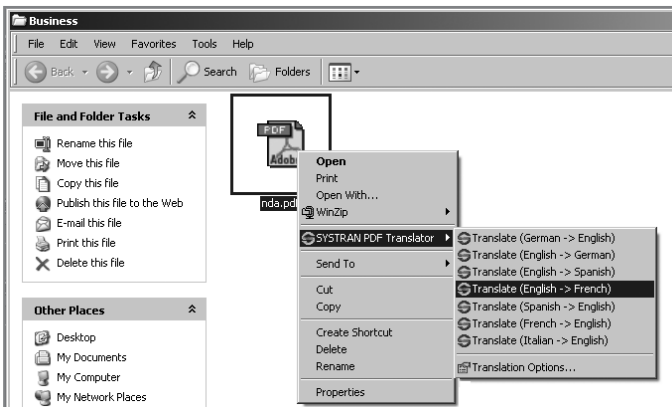 Business
File Edit View Favorites Tools Help
Back Search Folders
File and Folder Tasks
Rename this file
Move this file
Copy this file
Publish this file to the Web
E-mail this file
Print this file
Delete this file
Other Places
Desktop
My Documents
My Computer
My Network Places
PDF
Adobe
nda.pdf
Open
Print
Open With...
WinZip
SYSTRAN PDF Translator
Send To
Cut
Copy
Create Shortcut
Delete
Rename
Properties
Translate (German -> English)
Translate (English -> German)
Translate (English -> Spanish)
Translate (English -> French)
Translate (Spanish -> English)
Translate (French -> English)
Translate (Italian -> English)
Translation Options...